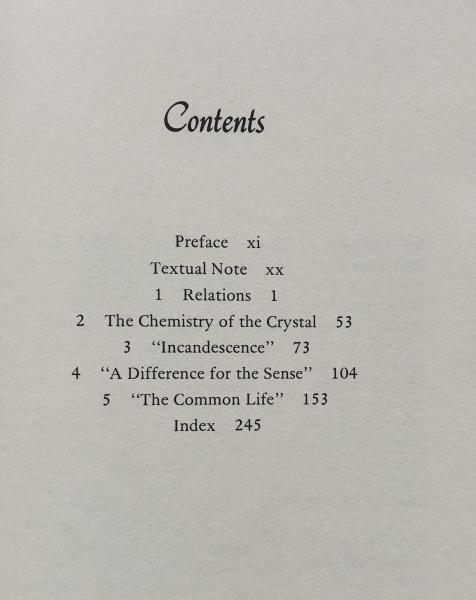 Contents
Preface xi
Textual Note xx
1 Relations 1
2 The Chemistry of the Crystal 53
3 “Incandescence” 73
4 “A Difference for the Sense” 104
5 “The Common Life” 153
Index 245